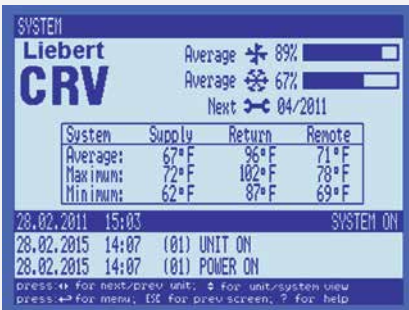 SYSTEM
Liebert
CRV
Average 89%
Average 67%
Next 04/2011
System Supply Return Remote
Average: 67°F 96°F 71°F
Maximum: 72°F 102°F 78°F
Minimum: 62°F 87°F 69°F
28.02.2011 15:03 SYSTEM ON
28.02.2015 14:07 (01) UNIT ON
28.02.2015 14:07 (01) POWER ON
press ◂▸ for next/prev unit; ⬍ for unit/system view
press ↵ for menu, ESC for prev screen, ? for help